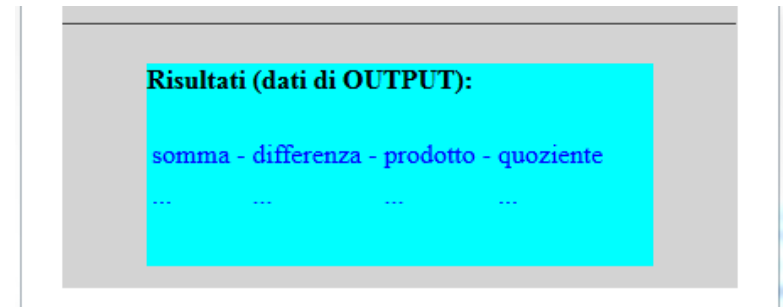 Risultati (dati di OUTPUT):
somma - differenza - prodotto - quoziente
... ... ... ...